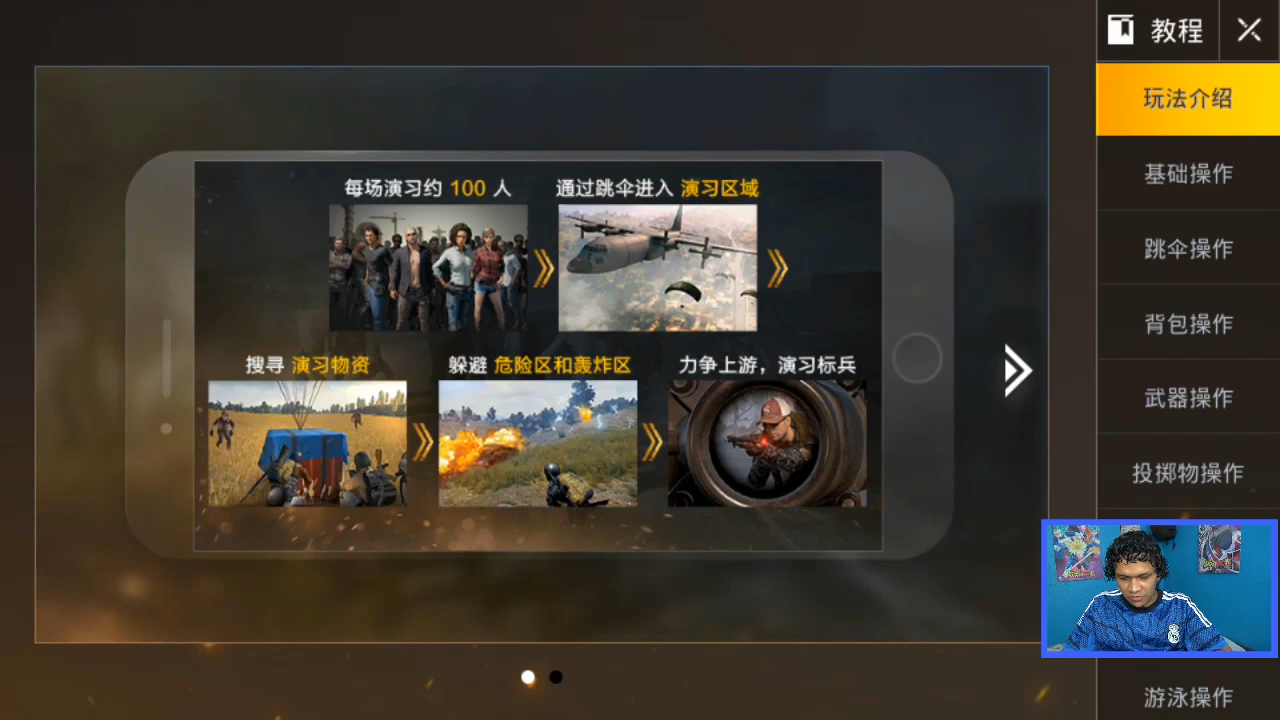 教程
玩法介绍
基础操作
跳伞操作
背包操作
武器操作
投掷物操作
游泳操作
每场演习约 100 人
通过跳伞进入 演习区域
搜寻 演习物资
躲避 危险区和轰炸区
力争上游，演习标兵